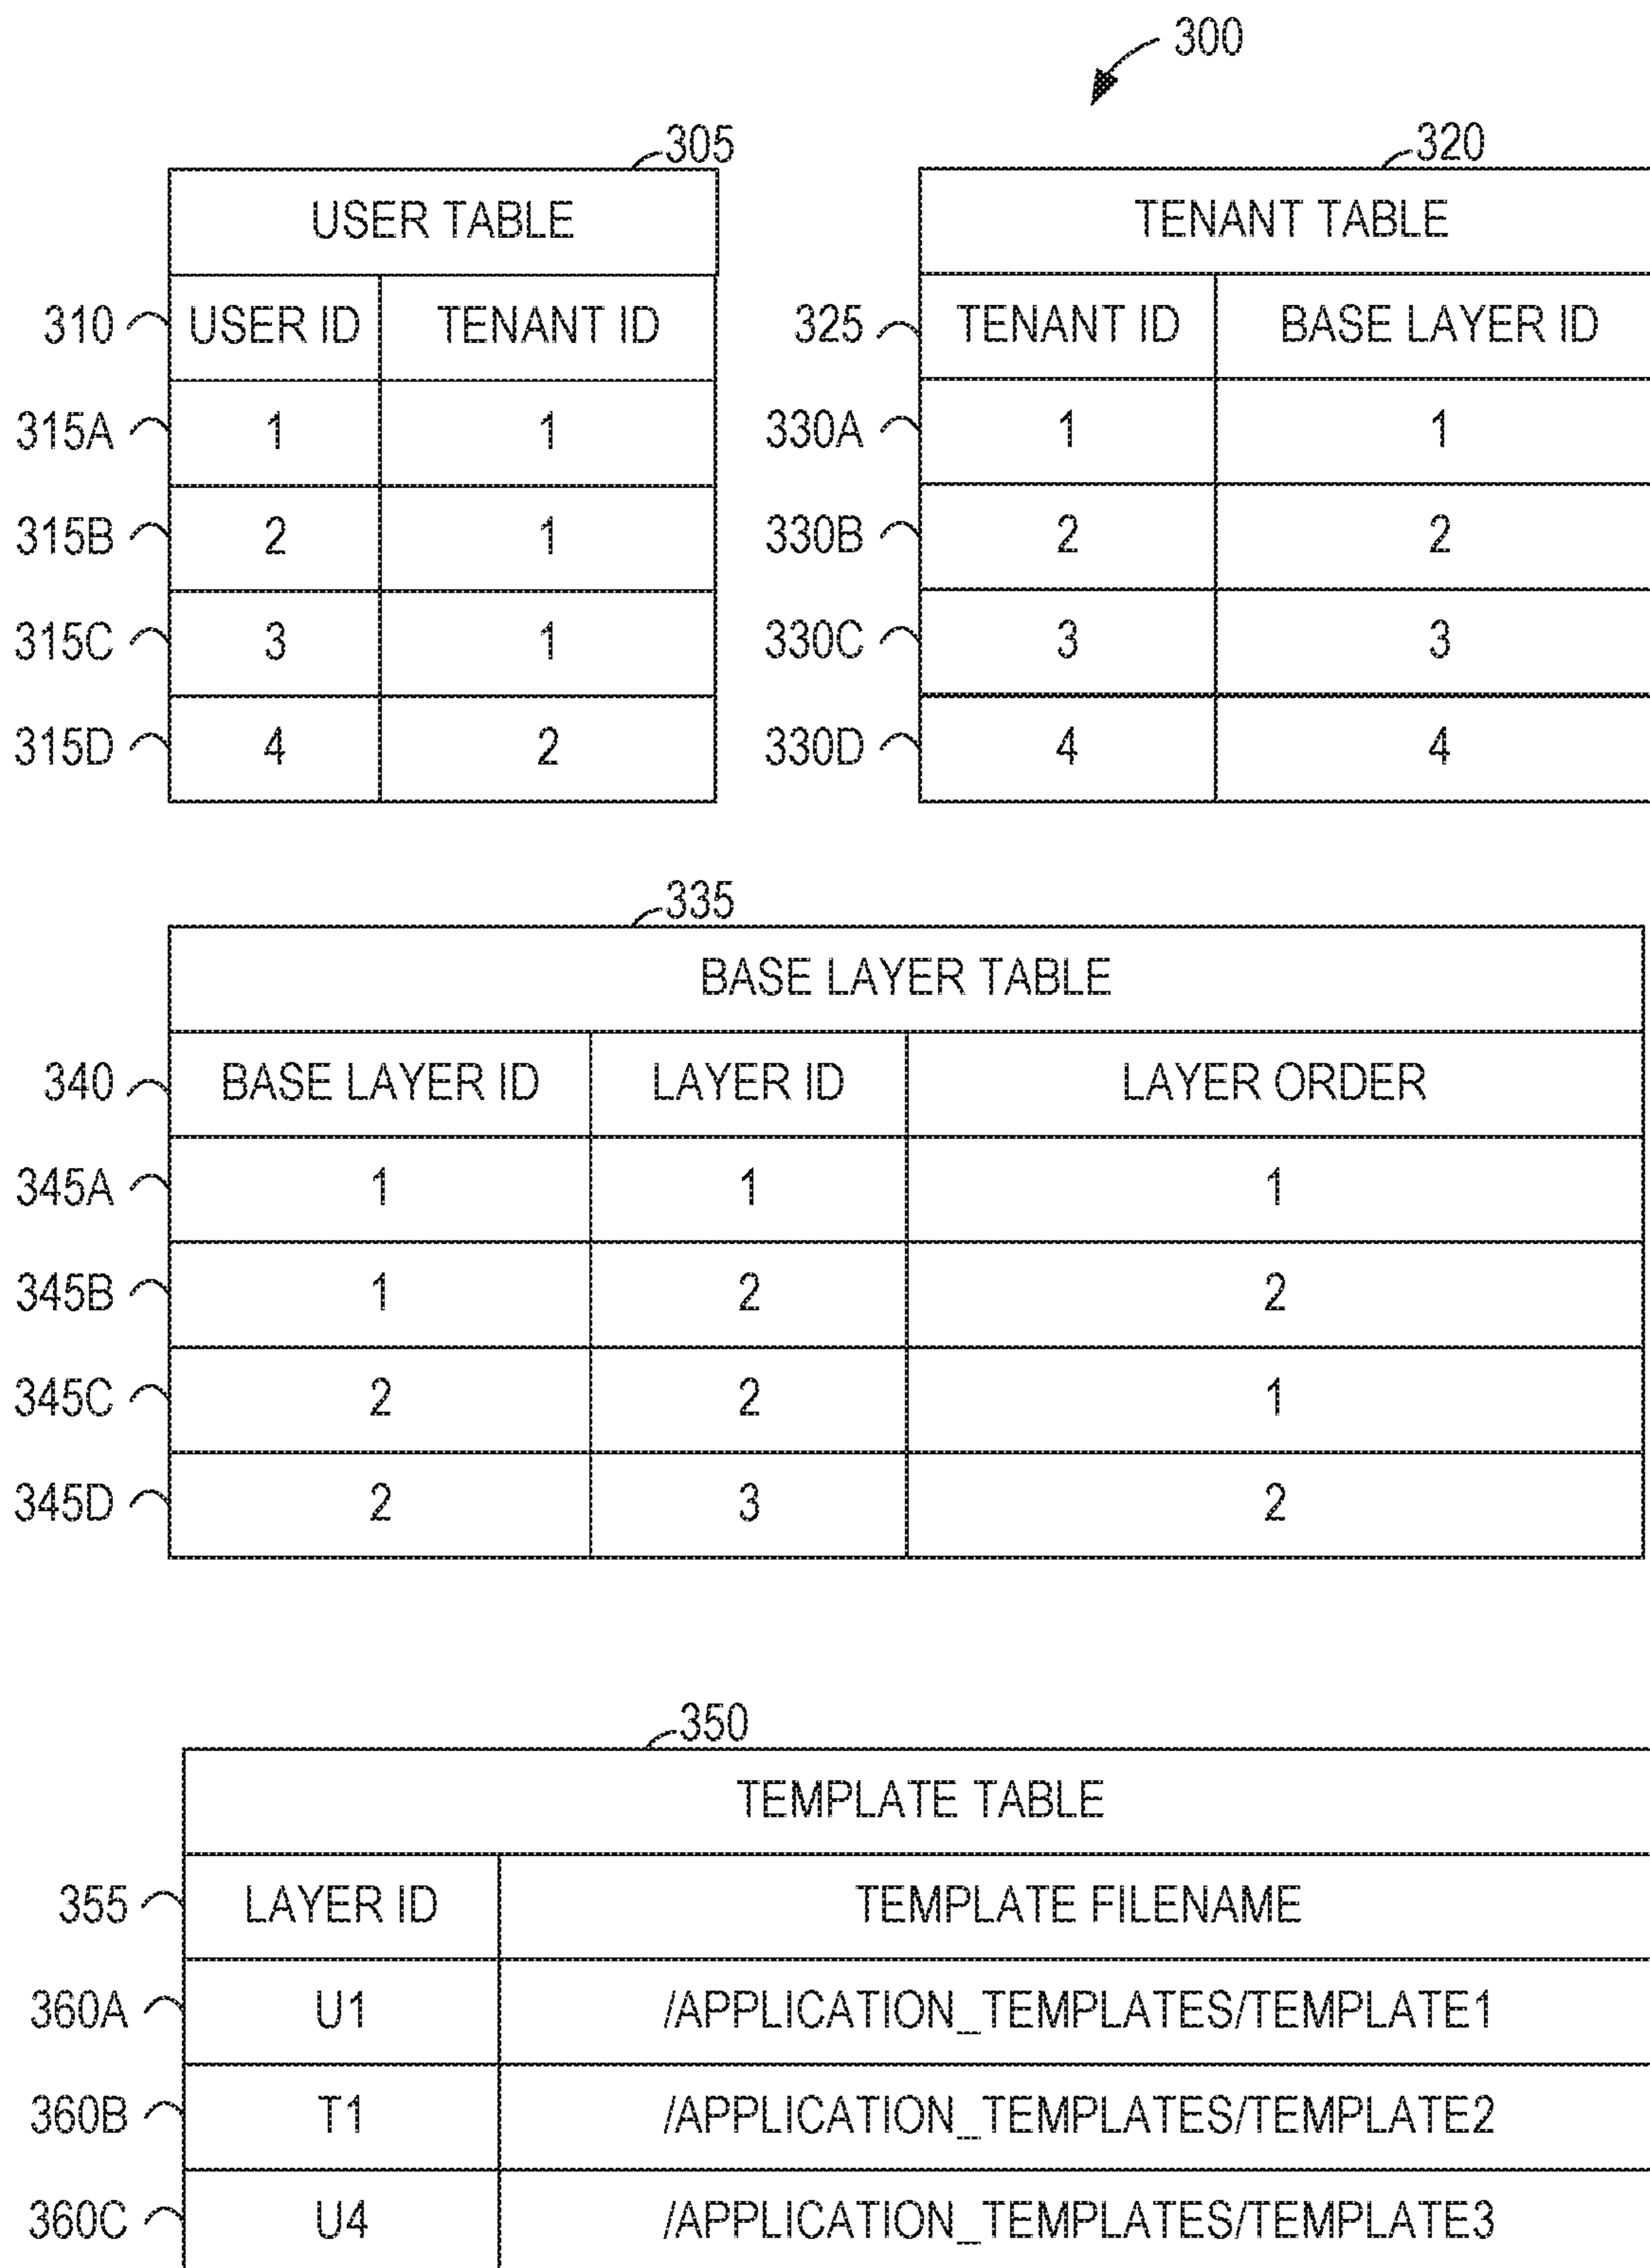 300
305
USER TABLE
310 USER ID TENANT ID
315A 1 1
315B 2 1
315C 3 1
315D 4 2
320
TENANT TABLE
325 TENANT ID BASE LAYER ID
330A 1 1
330B 2 2
330C 3 3
330D 4 4
335
BASE LAYER TABLE
340 BASE LAYER ID LAYER ID LAYER ORDER
345A 1 1 1
345B 1 2 2
345C 2 2 1
345D 2 3 2
350
TEMPLATE TABLE
355 LAYER ID TEMPLATE FILENAME
360A U1 /APPLICATION_TEMPLATES/TEMPLATE1
360B T1 /APPLICATION_TEMPLATES/TEMPLATE2
360C U4 /APPLICATION_TEMPLATES/TEMPLATE3